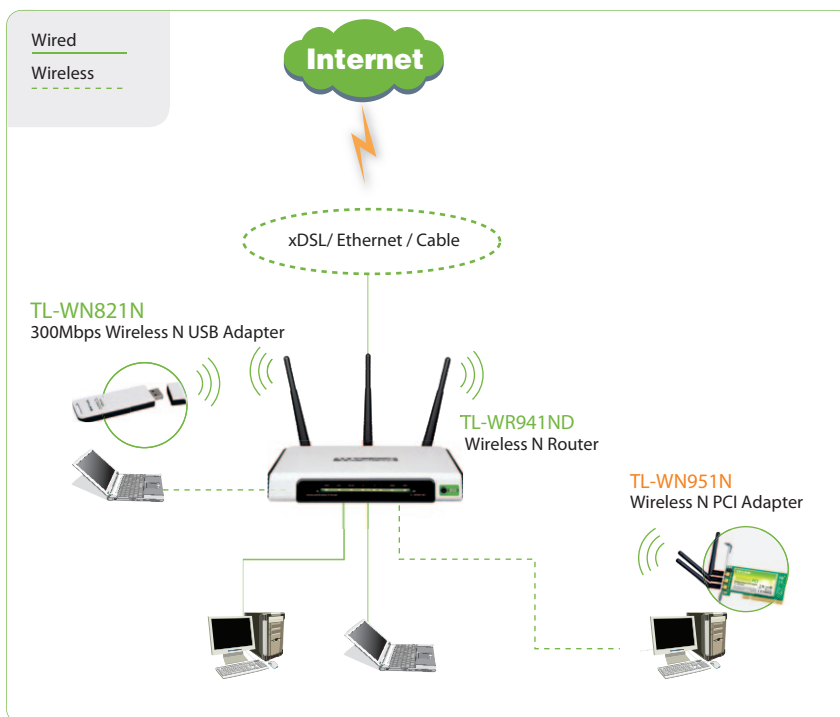 Wired
Wireless
Internet
xDSL/ Ethernet / Cable
TL-WN821N
300Mbps Wireless N USB Adapter
TL-WR941ND
Wireless N Router
TL-WN951N
Wireless N PCI Adapter